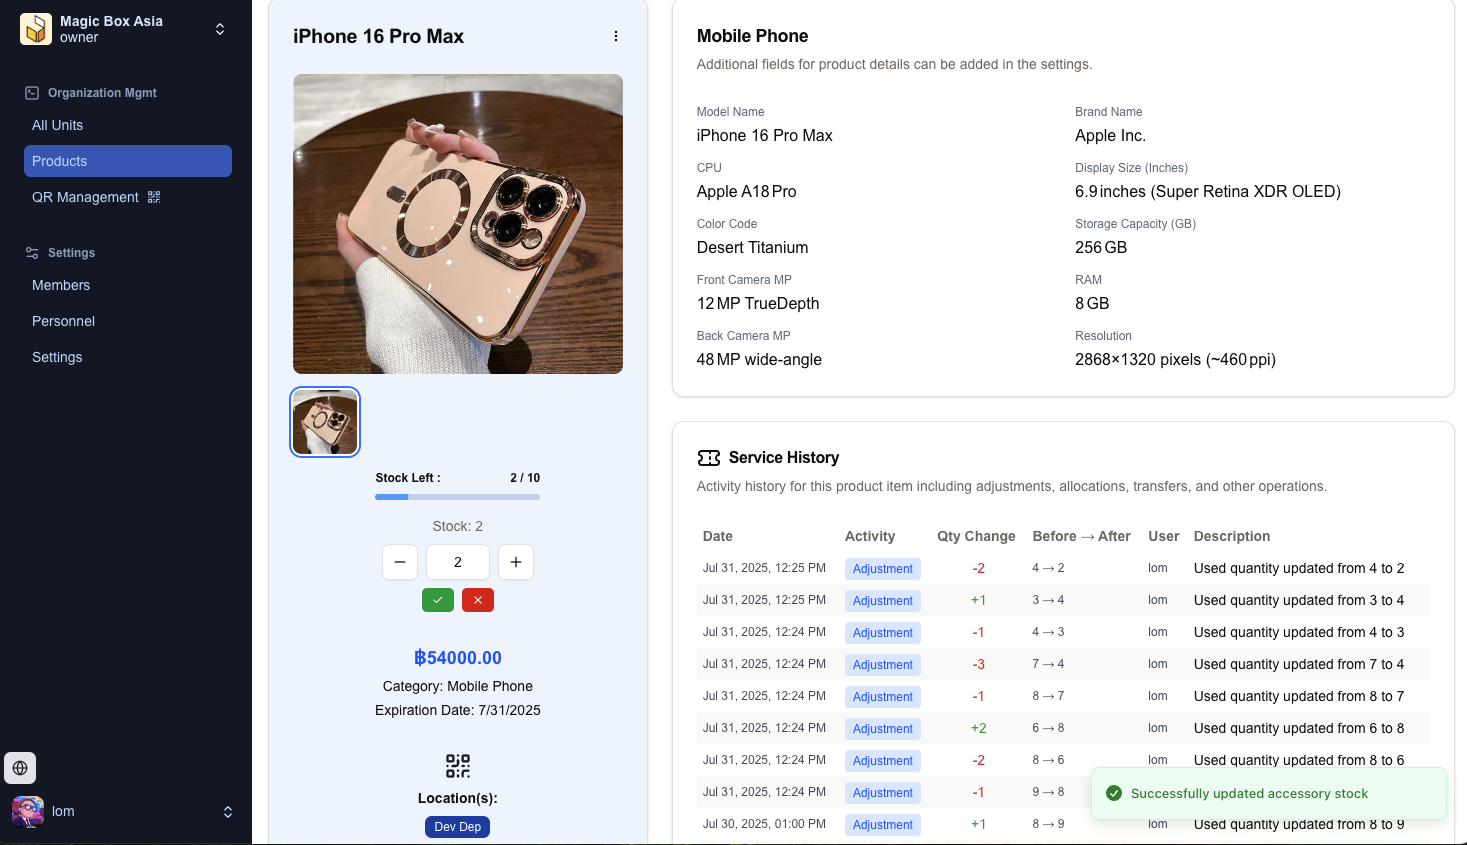 Magic Box Asia
owner
Organization Mgmt
All Units
Products
QR Management
Settings
Members
Personnel
Settings
lom
iPhone 16 Pro Max
Stock Left :
2 / 10
Stock: 2
2
฿54000.00
Category: Mobile Phone
Expiration Date: 7/31/2025
Location(s):
Dev Dep
Mobile Phone
Additional fields for product details can be added in the settings.
Model Name
iPhone 16 Pro Max
Brand Name
Apple Inc.
CPU
Apple A18 Pro
Display Size (Inches)
6.9 inches (Super Retina XDR OLED)
Color Code
Desert Titanium
Storage Capacity (GB)
256 GB
Front Camera MP
12 MP TrueDepth
RAM
8 GB
Back Camera MP
48 MP wide-angle
Resolution
2868×1320 pixels (~460 ppi)
Service History
Activity history for this product item including adjustments, allocations, transfers, and other operations.
Date Activity Qty Change Before → After User Description
Jul 31, 2025, 12:25 PM Adjustment -2 4 → 2 lom Used quantity updated from 4 to 2
Jul 31, 2025, 12:25 PM Adjustment +1 3 → 4 lom Used quantity updated from 3 to 4
Jul 31, 2025, 12:24 PM Adjustment -1 4 → 3 lom Used quantity updated from 4 to 3
Jul 31, 2025, 12:24 PM Adjustment -3 7 → 4 lom Used quantity updated from 7 to 4
Jul 31, 2025, 12:24 PM Adjustment -1 8 → 7 lom Used quantity updated from 8 to 7
Jul 31, 2025, 12:24 PM Adjustment +2 6 → 8 lom Used quantity updated from 6 to 8
Jul 31, 2025, 12:24 PM Adjustment -2 8 → 6 lom Used quantity updated from 8 to 6
Jul 31, 2025, 12:24 PM Adjustment -1 9 → 8
Successfully updated accessory stock
Jul 30, 2025, 01:00 PM Adjustment +1 8 → 9 lom Used quantity updated from 8 to 9